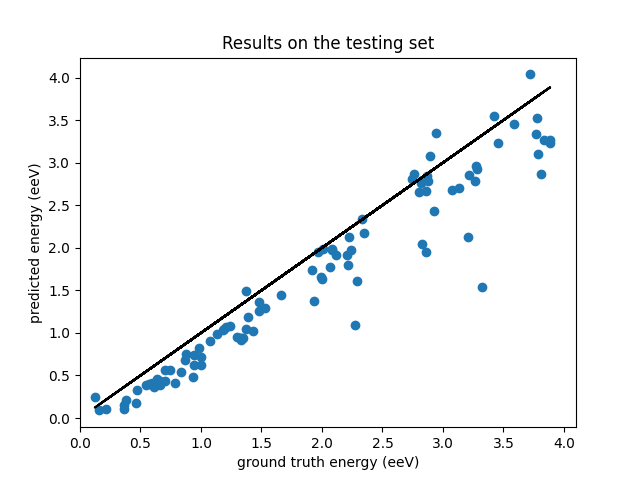 Results on the testing set
predicted energy (eeV)
4.0
3.5
3.0
2.5
2.0
1.5
1.0
0.5
0.0
0.0 0.5 1.0 1.5 2.0 2.5 3.0 3.5 4.0
ground truth energy (eeV)